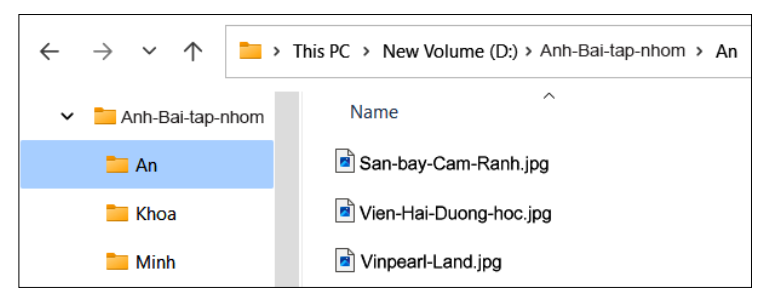 This PC > New Volume (D:) > Anh-Bai-tap-nhom > An
Anh-Bai-tap-nhom
An
Khoa
Minh
Name
San-bay-Cam-Ranh.jpg
Vien-Hai-Duong-hoc.jpg
Vinpearl-Land.jpg